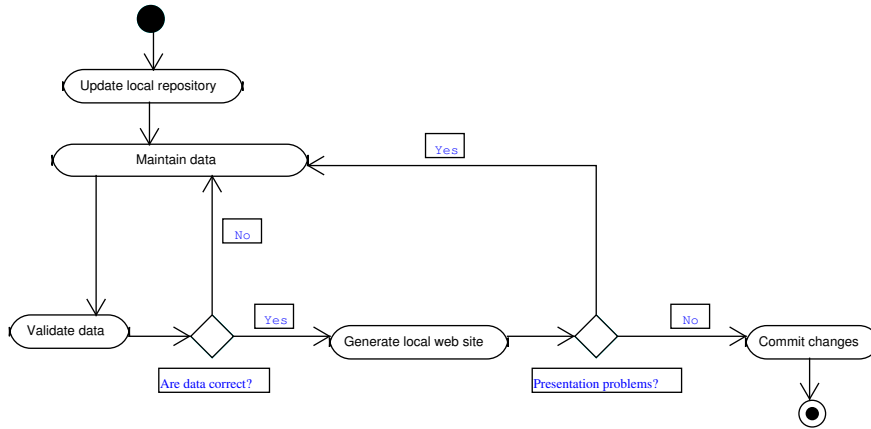 Update local repository
Maintain data
Yes
No
Validate data
Yes
Generate local web site
No
Commit changes
Are data correct?
Presentation problems?